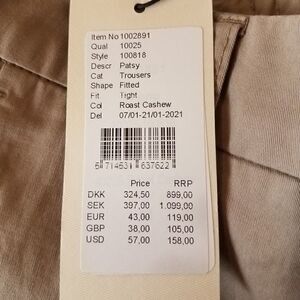 Item No 1002891
Qual 10025
Style 100818
Descr Patsy
Cat Trousers
Shape Fitted
Fit Tight
Col Roast Cashew
Del 07/01-21/01-2021
5 714531 637622
Price RRP
DKK 324,50 899,00
SEK 397,00 1.099,00
EUR 43,00 119,00
GBP 38,00 105,00
USD 57,00 158,00